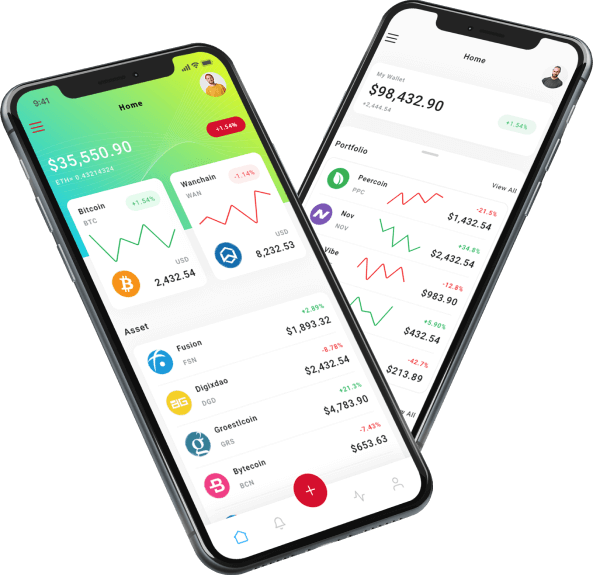 9:41
Home
+1.54%
$35,550.90
ETH= 0.43214324
Bitcoin
BTC
+1.54%
USD
2,432.54
Wanchain
WAN
-1.14%
USD
8,232.53
Asset
Fusion
FSN
+2.89%
$1,893.32
Digixdao
DGD
-8.78%
$2,432.54
Groestlcoin
GRS
+21.3%
$4,783.90
Bytecoin
BCN
-7.43%
$653.63
Home
My Wallet
$98,432.90
+2,444.54
+1.54%
Portfolio
View All
Peercoin
PPC
-21.5%
$1,432.54
Nov
NOV
+34.8%
$2,432.54
Vibe
-12.8%
$983.90
+5.90%
$432.54
-42.7%
$213.89
All